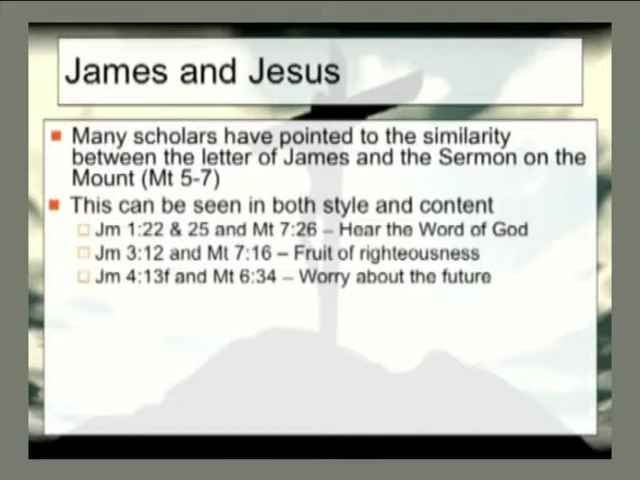 James and Jesus
Many scholars have pointed to the similarity
between the letter of James and the Sermon on the
Mount (Mt 5-7)
This can be seen in both style and content
Jm 1:22 & 25 and Mt 7:26 – Hear the Word of God
Jm 3:12 and Mt 7:16 – Fruit of righteousness
Jm 4:13f and Mt 6:34 – Worry about the future